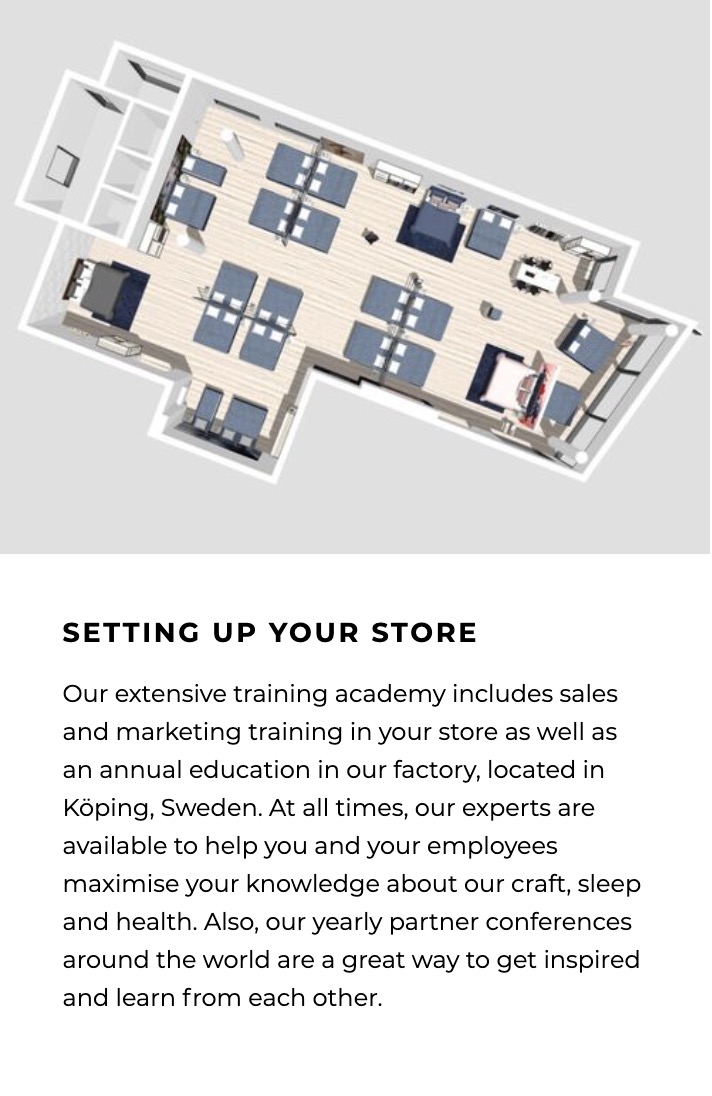 SETTING UP YOUR STORE
Our extensive training academy includes sales
and marketing training in your store as well as
an annual education in our factory, located in
Köping, Sweden. At all times, our experts are
available to help you and your employees
maximise your knowledge about our craft, sleep
and health. Also, our yearly partner conferences
around the world are a great way to get inspired
and learn from each other.